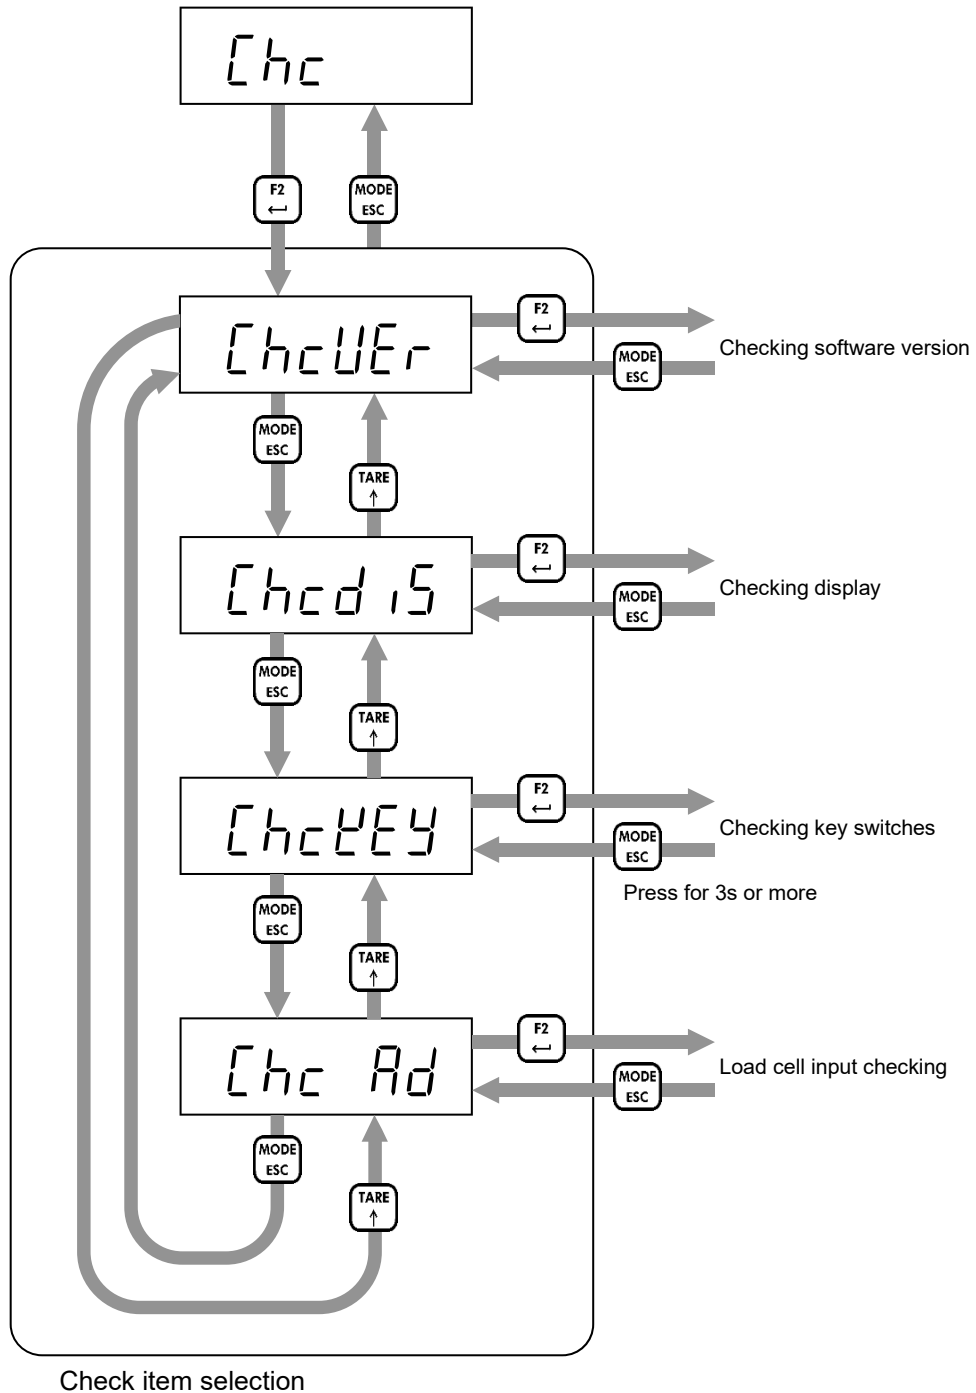 Chc
F2
MODE
ESC
ChcVEr
F2
Checking software version
MODE
ESC
MODE
ESC
TARE
↑
ChcdiS
F2
Checking display
MODE
ESC
MODE
ESC
TARE
↑
ChcKEY
F2
Checking key switches
MODE
ESC
Press for 3s or more
MODE
ESC
TARE
↑
Chc Ad
F2
Load cell input checking
MODE
ESC
MODE
ESC
TARE
↑
Check item selection